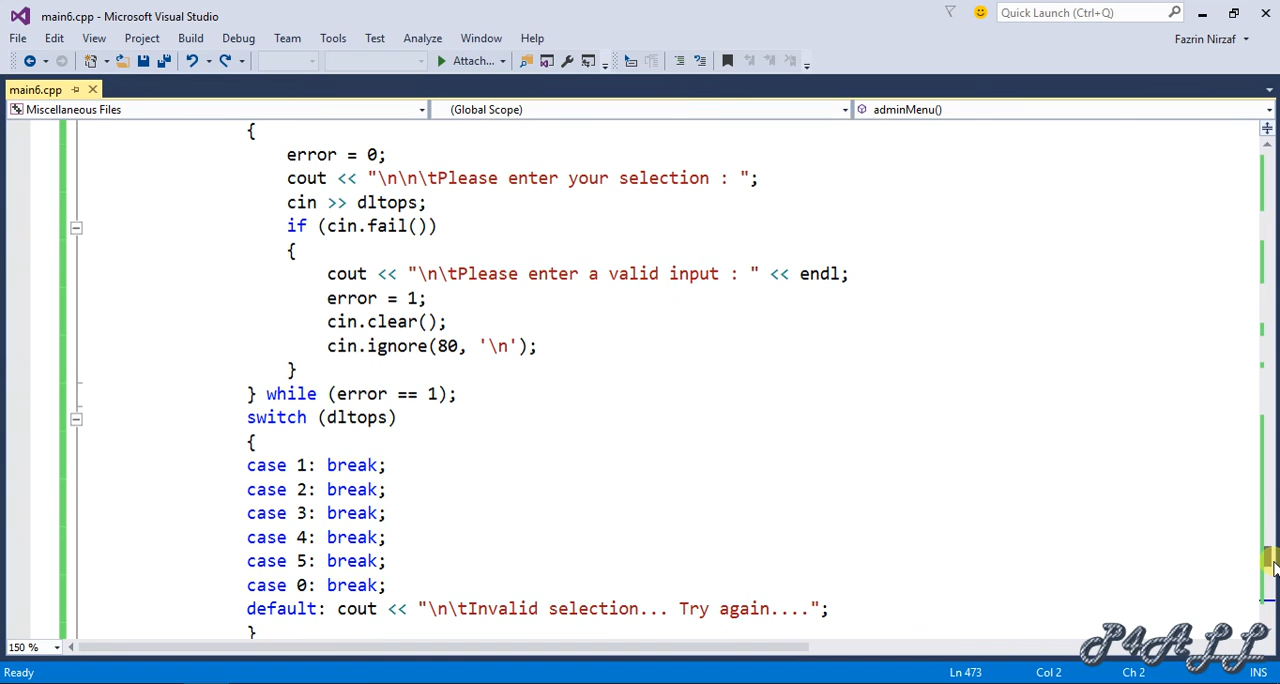 main6.cpp - Microsoft Visual Studio
Quick Launch (Ctrl+Q)
File Edit View Project Build Debug Team Tools Test Analyze Window Help
Fazrin Nirzaf
Attach...
main6.cpp
Miscellaneous Files
(Global Scope)
adminMenu()
{
error = 0;
cout << "\n\n\tPlease enter your selection : ";
cin >> dltops;
if (cin.fail())
{
cout << "\n\tPlease enter a valid input : " << endl;
error = 1;
cin.clear();
cin.ignore(80, '\n');
}
} while (error == 1);
switch (dltops)
{
case 1: break;
case 2: break;
case 3: break;
case 4: break;
case 5: break;
case 0: break;
default: cout << "\n\tInvalid selection... Try again....";
}
150 %
P4ALL
Ready
Ln 473
Col 2
Ch 2
INS